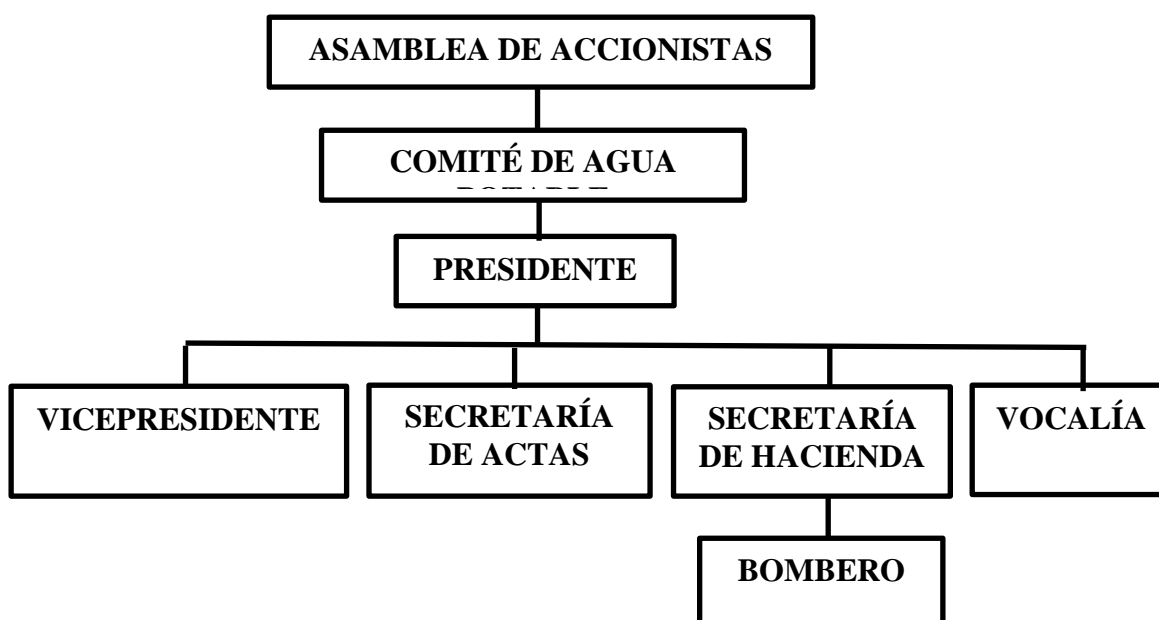 ASAMBLEA DE ACCIONISTAS
COMITÉ DE AGUA
PRESIDENTE
VICEPRESIDENTE
SECRETARÍA
DE ACTAS
SECRETARÍA
DE HACIENDA
VOCALÍA
BOMBERO